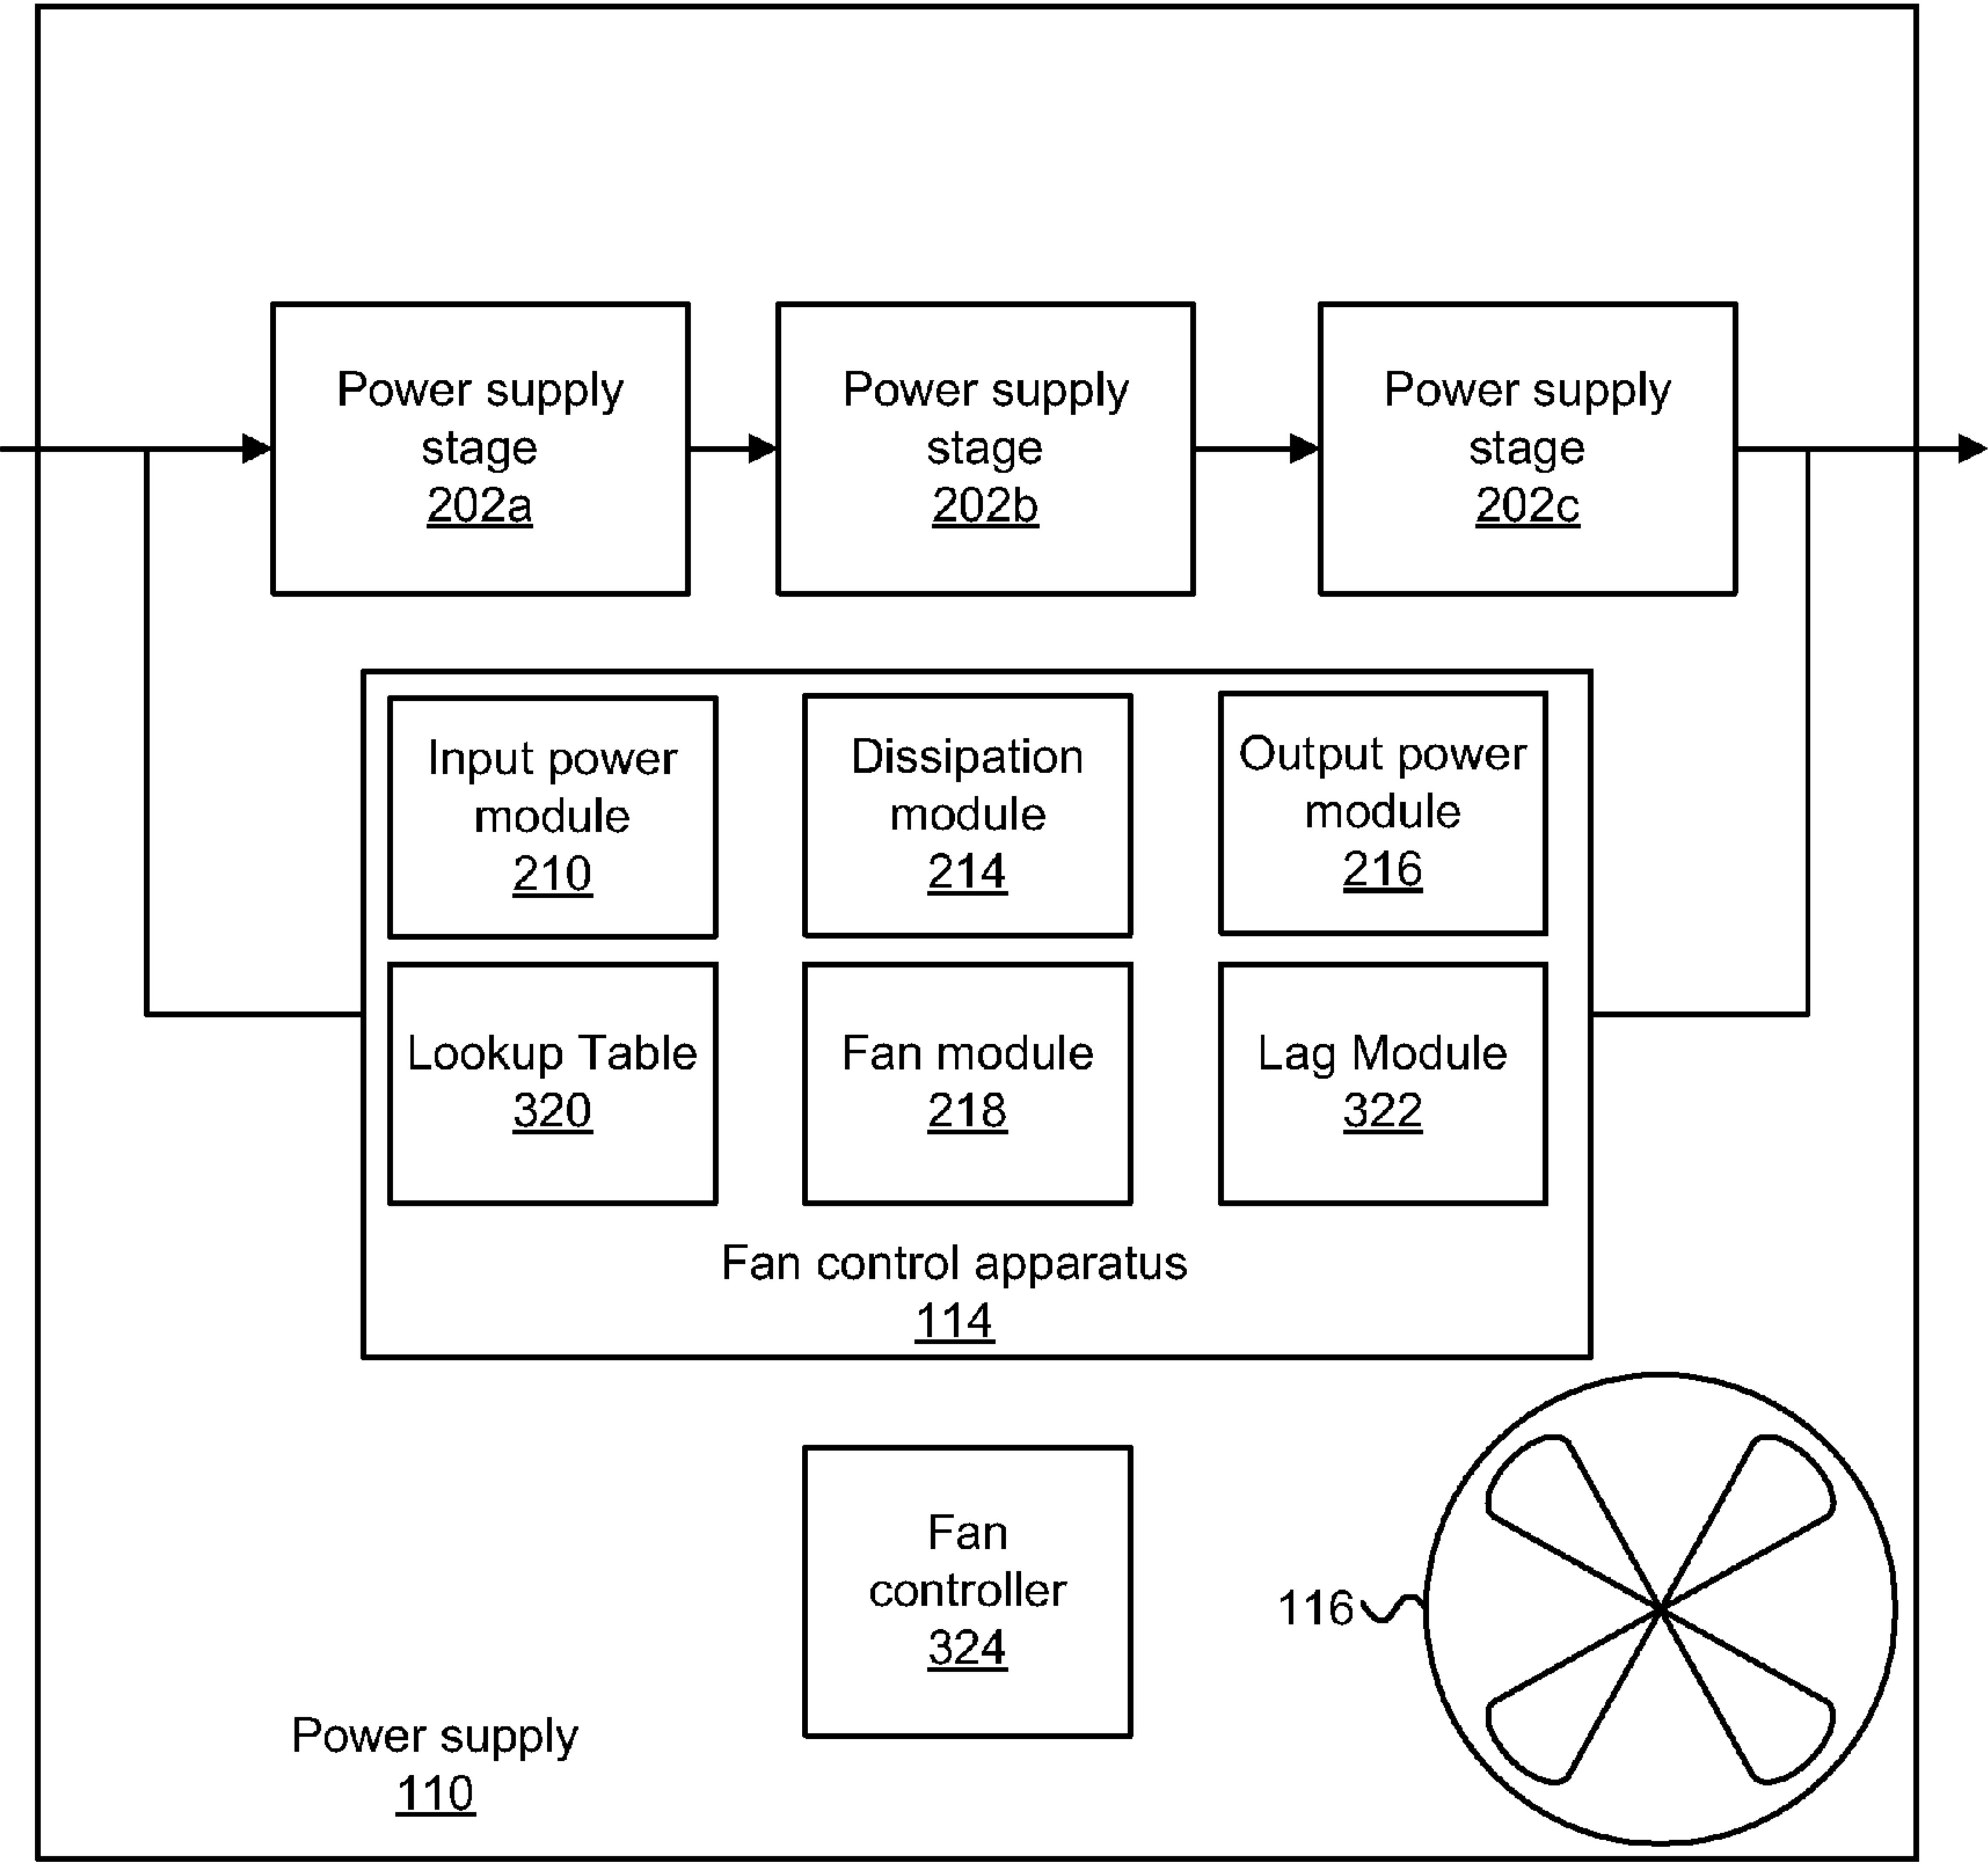 Power supply
stage
202a
Power supply
stage
202b
Power supply
stage
202c
Input power
module
210
Dissipation
module
214
Output power
module
216
Lookup Table
320
Fan module
218
Lag Module
322
Fan control apparatus
114
Fan
controller
324
116
Power supply
110